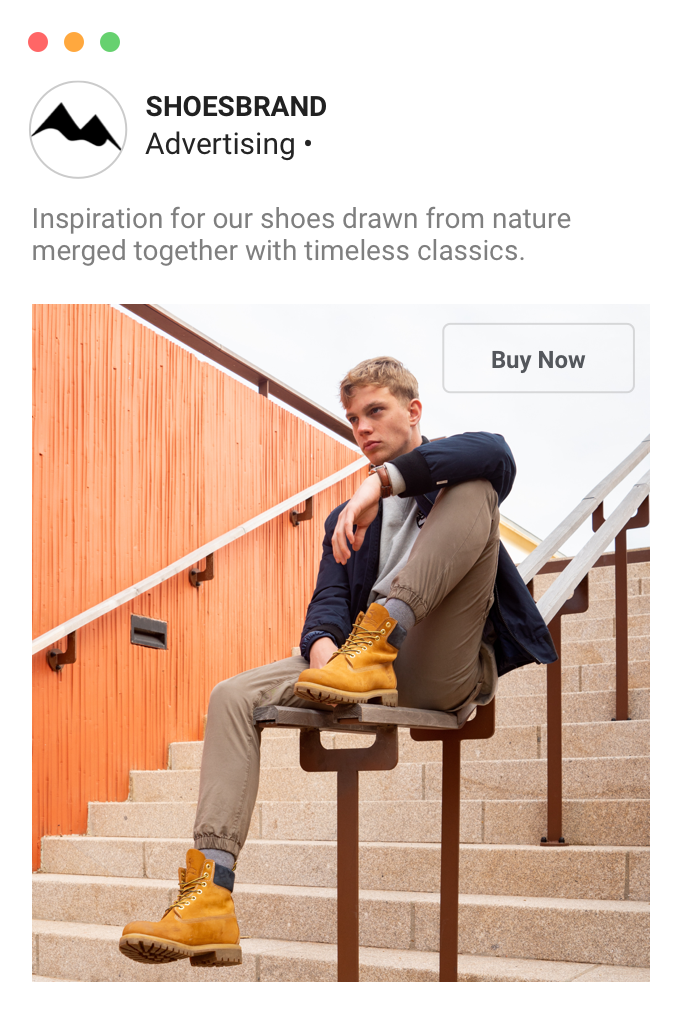 SHOESBRAND
Advertising •
Inspiration for our shoes drawn from nature
merged together with timeless classics.
Buy Now